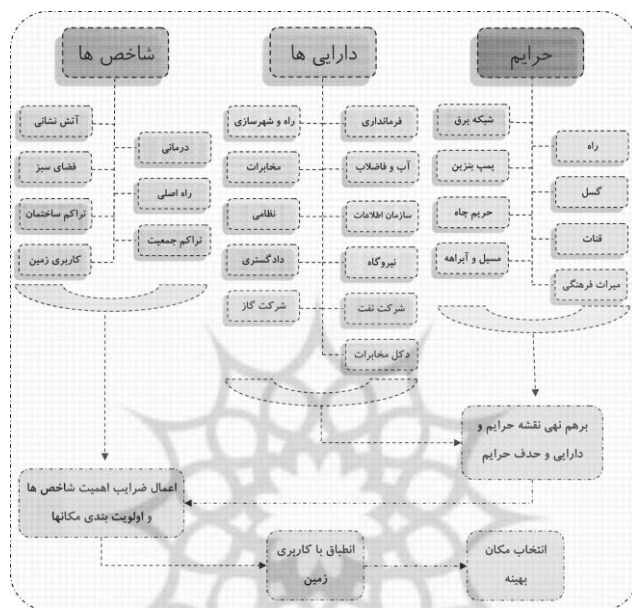 حرایم
شبکه برق
راه
پمپ بنزین
گسل
حریم چاه
قنات
مسیل و آبراهه
میراث فرهنگی
دارایی ها
فرمانداری
راه و شهرسازی
آب و فاضلاب
مخابرات
سازمان اطلاعات
نظامی
نیروگاه
دادگستری
شرکت نفت
شرکت گاز
دکل مخابرات
شاخص ها
آتش نشانی
درمانی
فضای سبز
راه اصلی
تراکم ساختمان
تراکم جمعیت
کاربری زمین
برهم نهی نقشه حرایم و
دارایی و حذف حرایم
اعمال ضرایب اهمیت شاخص ها
و اولویت بندی مکانها
انطباق با کاربری
زمین
انتخاب مکان
بهینه